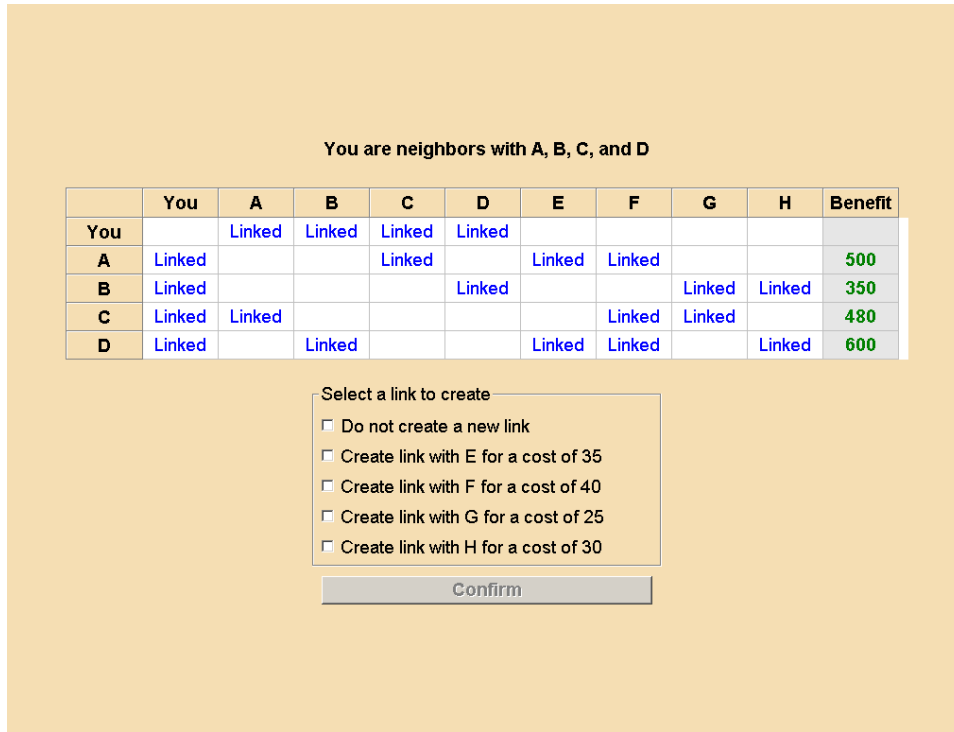 You are neighbors with A, B, C, and D
You A B C D E F G H Benefit
You Linked Linked Linked Linked
A Linked Linked Linked Linked 500
B Linked Linked Linked Linked 350
C Linked Linked Linked Linked 480
D Linked Linked Linked Linked Linked 600
Select a link to create
Do not create a new link
Create link with E for a cost of 35
Create link with F for a cost of 40
Create link with G for a cost of 25
Create link with H for a cost of 30
Confirm